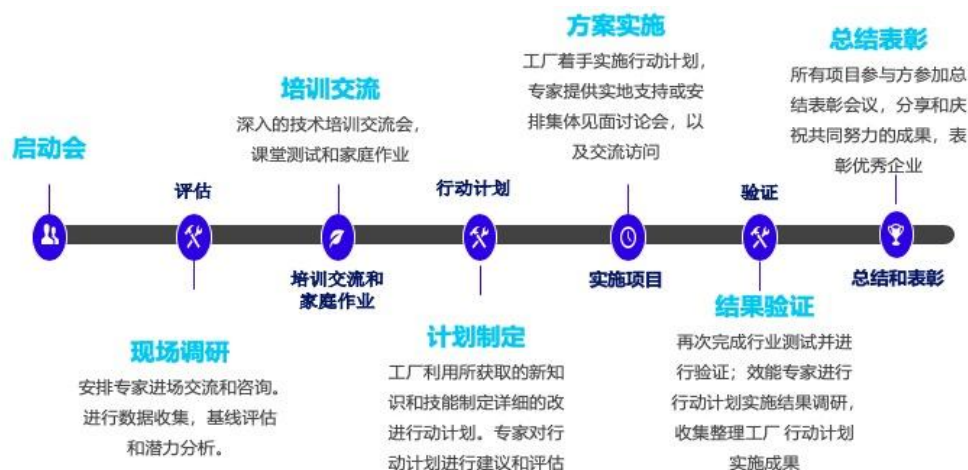 启动会
评估
现场调研
安排专家进场交流和咨询。
进行数据收集，基线评估
和潜力分析。
培训交流
深入的技术培训交流会，
课堂测试和家庭作业
培训交流和
家庭作业
行动计划
计划制定
工厂利用所获取的新知
识和技能制定详细的改
进行动计划。专家对行
动计划进行建议和评估
方案实施
工厂着手实施行动计划，
专家提供实地支持或安
排集体见面讨论会，以
及交流访问
实施项目
验证
结果验证
再次完成行业测试并进
行验证；效能专家进行
行动计划实施结果调研，
收集整理工厂 行动计划
实施成果
总结表彰
所有项目参与方参加总
结表彰会议，分享和庆
祝共同努力的成果，表
彰优秀企业
总结和表彰